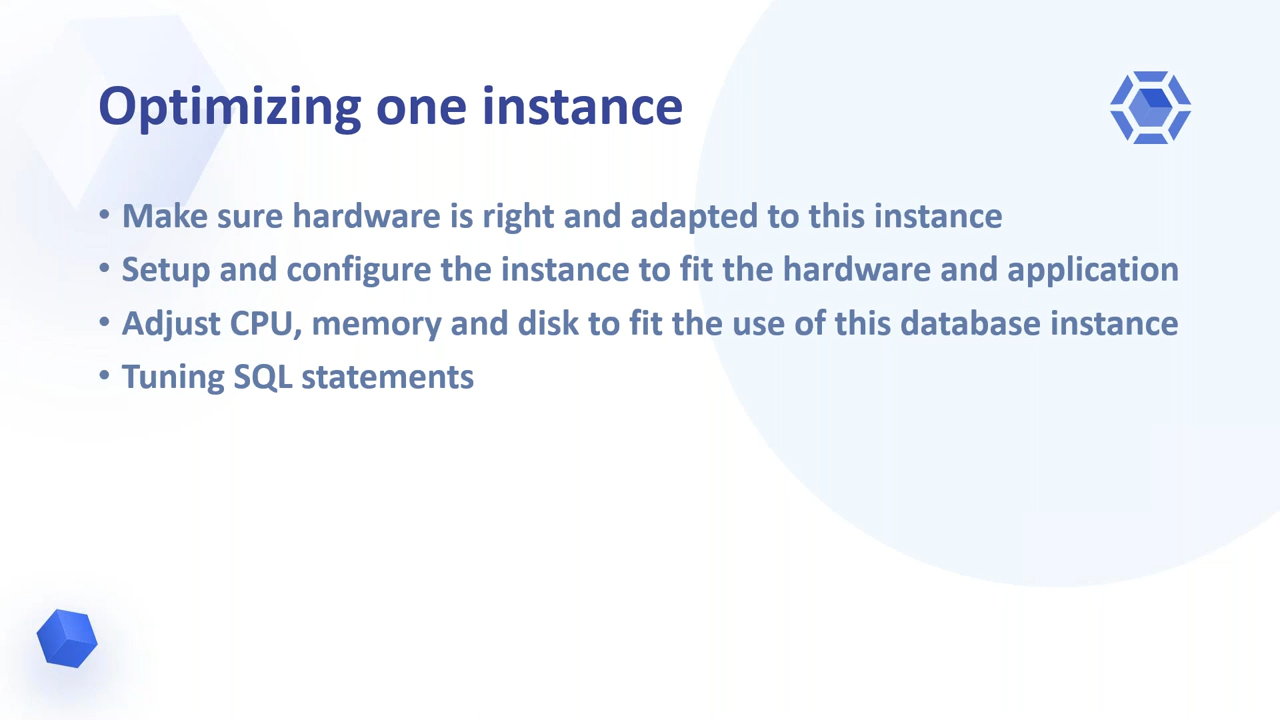 Optimizing one instance
• Make sure hardware is right and adapted to this instance
• Setup and configure the instance to fit the hardware and application
• Adjust CPU, memory and disk to fit the use of this database instance
• Tuning SQL statements